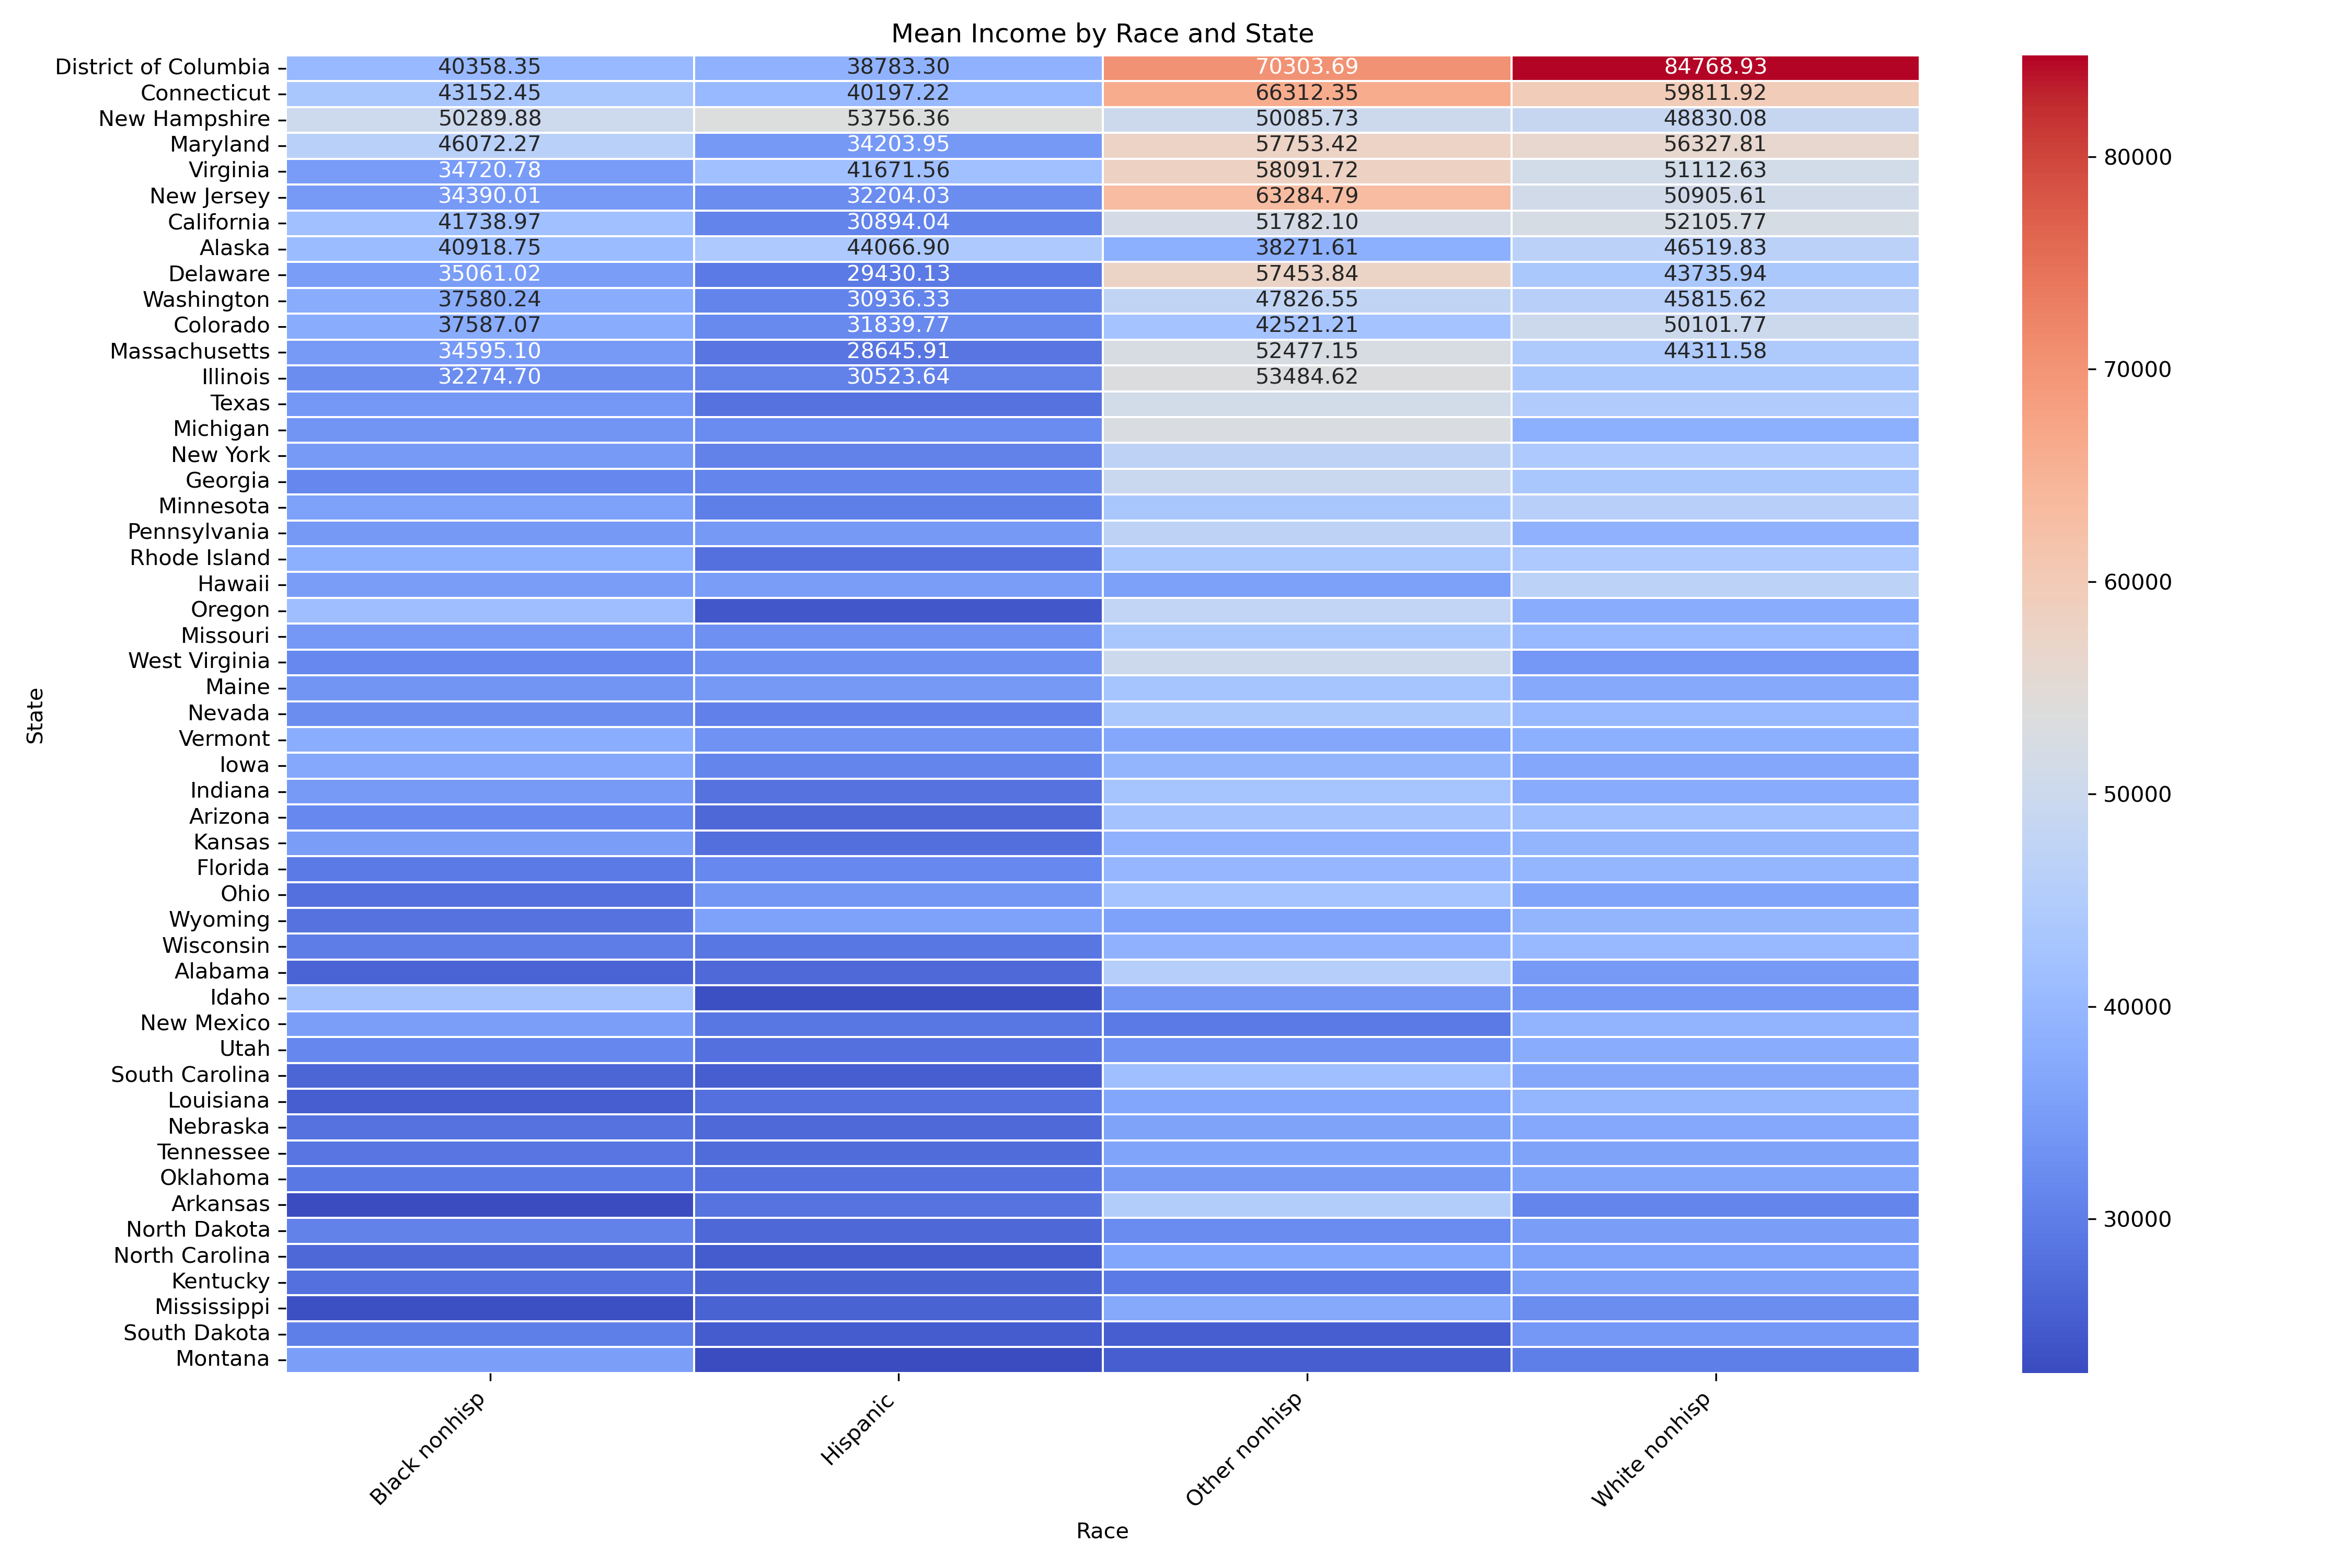 Mean Income by Race and State
District of Columbia 40358.35 38783.30 70303.69 84768.93
Connecticut 43152.45 40197.22 66312.35 59811.92
New Hampshire 50289.88 53756.36 50085.73 48830.08
Maryland 46072.27 34203.95 57753.42 56327.81
Virginia 34720.78 41671.56 58091.72 51112.63
New Jersey 34390.01 32204.03 63284.79 50905.61
California 41738.97 30894.04 51782.10 52105.77
Alaska 40918.75 44066.90 38271.61 46519.83
Delaware 35061.02 29430.13 57453.84 43735.94
Washington 37580.24 30936.33 47826.55 45815.62
Colorado 37587.07 31839.77 42521.21 50101.77
Massachusetts 34595.10 28645.91 52477.15 44311.58
Illinois 32274.70 30523.64 53484.62
Texas
Michigan
New York
Georgia
Minnesota
Pennsylvania
Rhode Island
Hawaii
Oregon
Missouri
West Virginia
Maine
Nevada
Vermont
Iowa
Indiana
Arizona
Kansas
Florida
Ohio
Wyoming
Wisconsin
Alabama
Idaho
New Mexico
Utah
South Carolina
Louisiana
Nebraska
Tennessee
Oklahoma
Arkansas
North Dakota
North Carolina
Kentucky
Mississippi
South Dakota
Montana
State
Black nonhisp
Hispanic
Other nonhisp
White nonhisp
Race
80000
70000
60000
50000
40000
30000